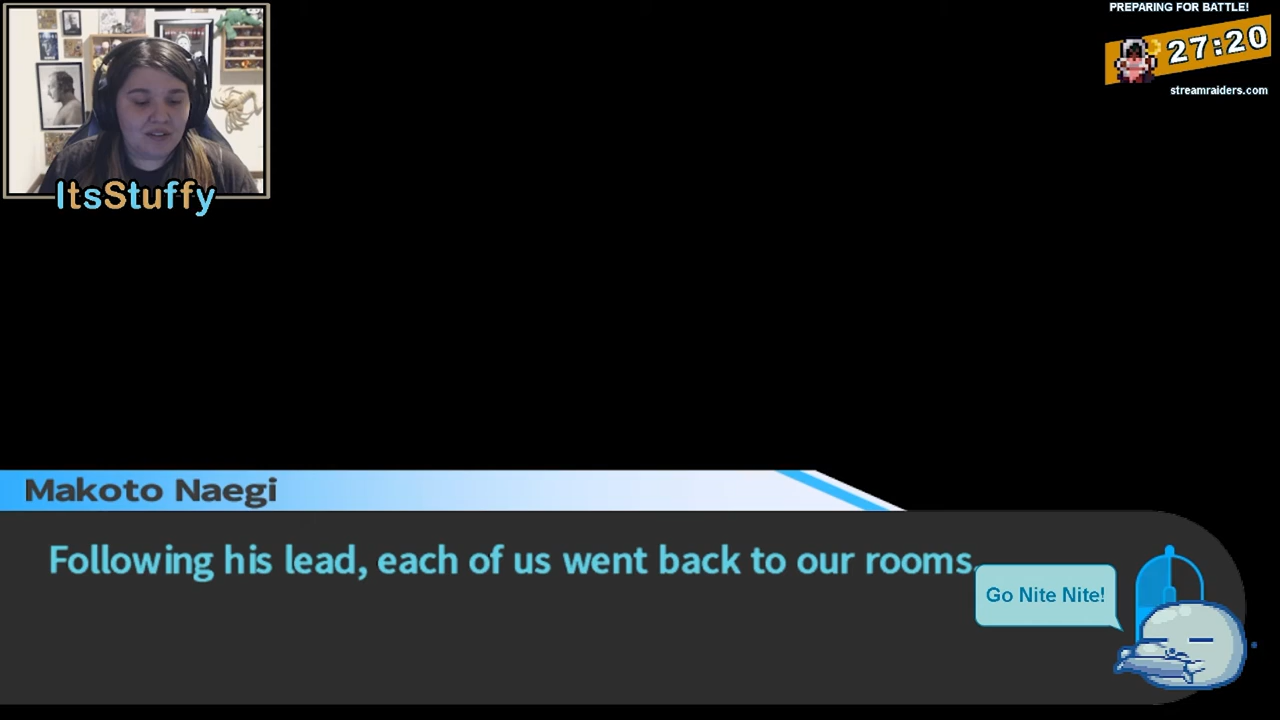 PREPARING FOR BATTLE!
27:20
streamraiders.com
ItsStuffy
Makoto Naegi
Following his lead, each of us went back to our rooms.
Go Nite Nite!